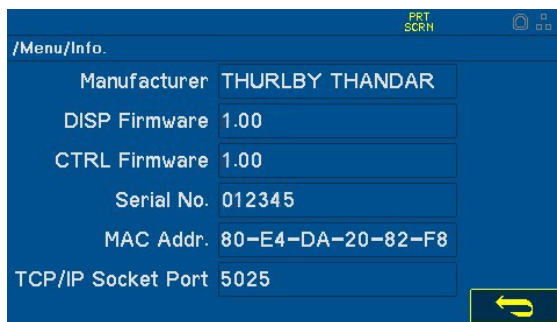 PRT
SCRN
/Menu/Info.
Manufacturer THURLBY THANDAR
DISP Firmware 1.00
CTRL Firmware 1.00
Serial No. 012345
MAC Addr. 80-E4-DA-20-82-F8
TCP/IP Socket Port 5025